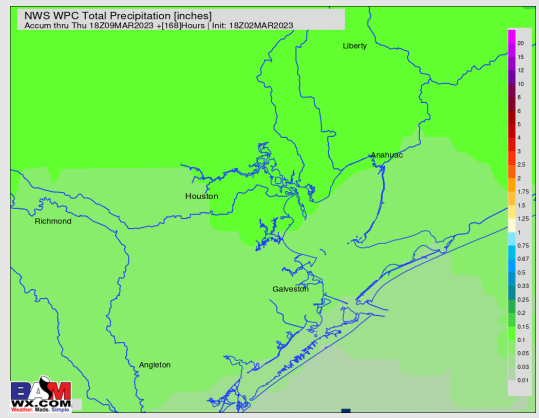 NWS WPC Total Precipitation [inches]
Accum thru Thu 18Z09MAR2023 +[168]Hours | Init: 18Z02MAR2023
Liberty
Anahuac
Houston
Richmond
Galveston
Angleton
20
15
12
10
8
6
5
4
3
2.5
2
1.75
1.5
1.25
1
0.75
0.67
0.5
0.33
0.25
0.2
0.15
0.1
0.05
0.03
0.01
BAM
WX.COM
Weather. Made. Simple.